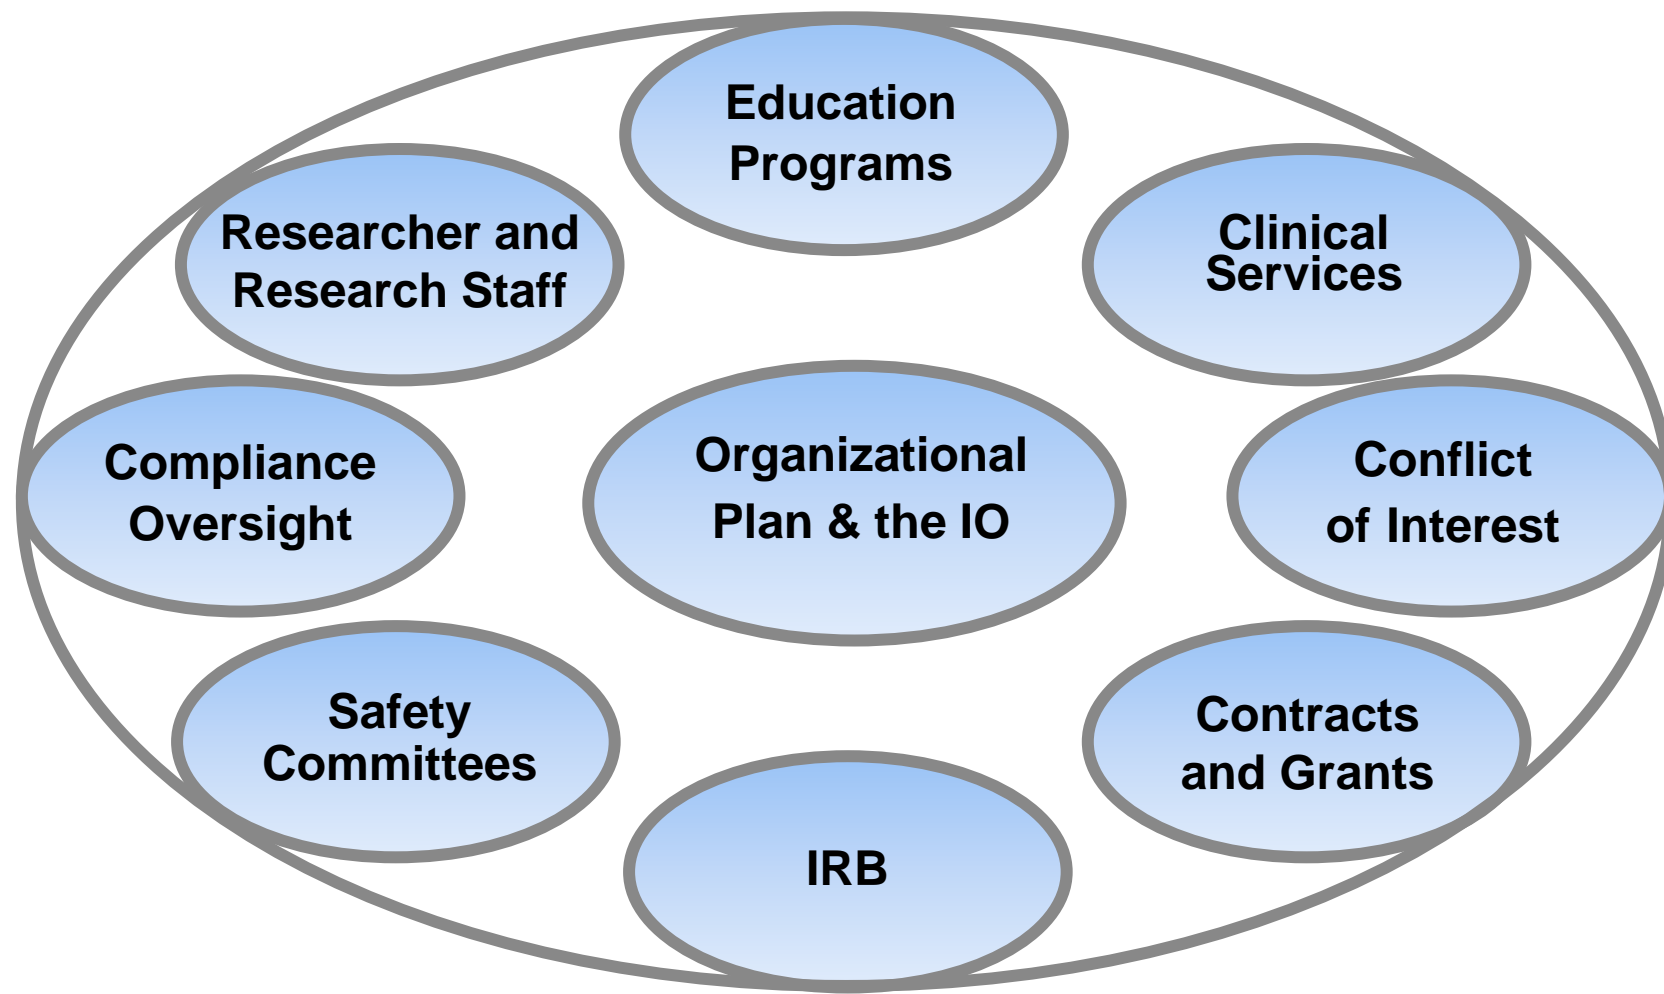 Education
Programs
Researcher and
Research Staff
Clinical
Services
Compliance
Oversight
Organizational
Plan & the IO
Conflict
of Interest
Safety
Committees
Contracts
and Grants
IRB